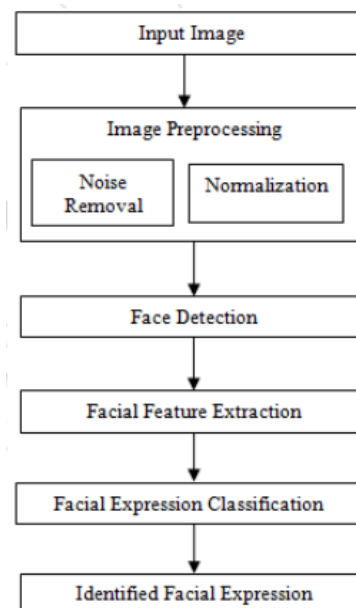 Input Image
Image Preprocessing
Noise
Removal
Normalization
Face Detection
Facial Feature Extraction
Facial Expression Classification
Identified Facial Expression